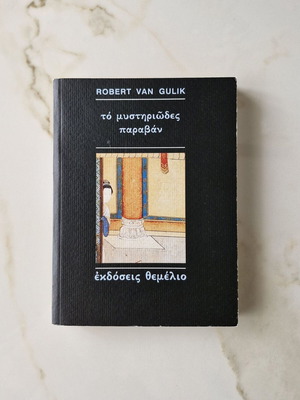 ROBERT VAN GULIK
τό μυστηριῶδες
παραβάν
ἐκδόσεις θεμέλιο